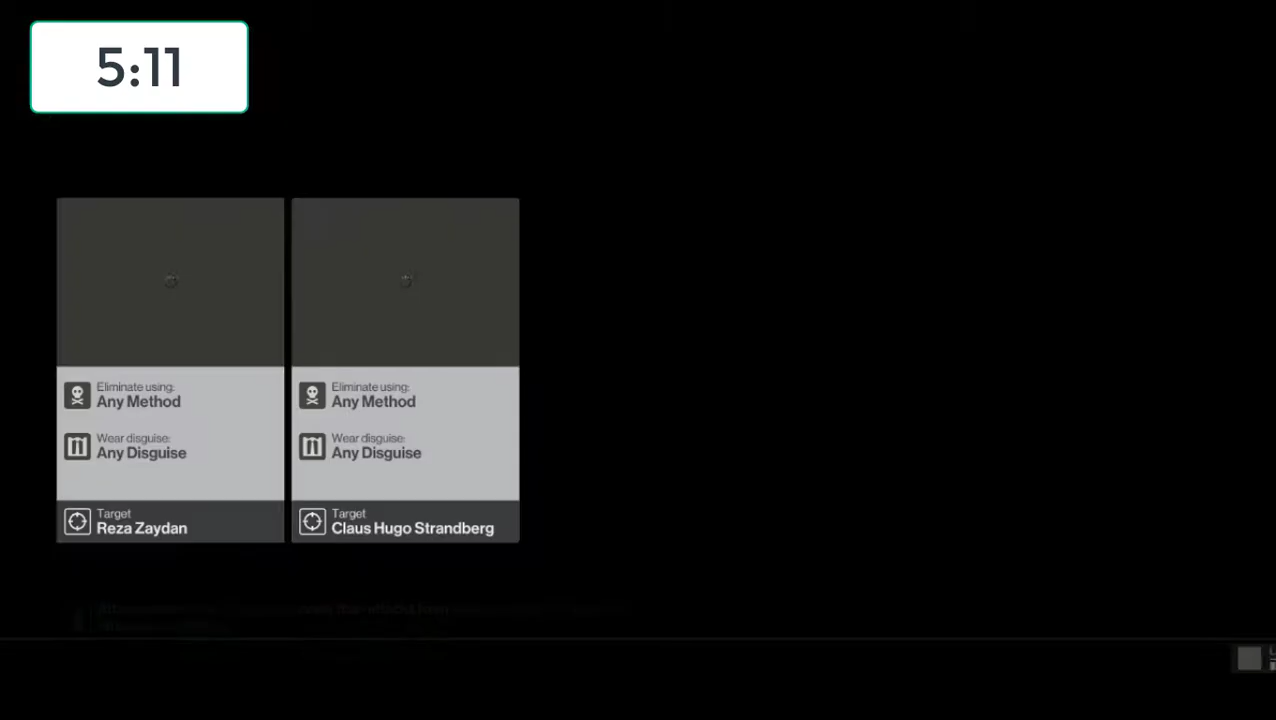 5:11
Eliminate using:
Any Method
Wear disguise:
Any Disguise
Target
Reza Zaydan
Eliminate using:
Any Method
Wear disguise:
Any Disguise
Target
Claus Hugo Strandberg